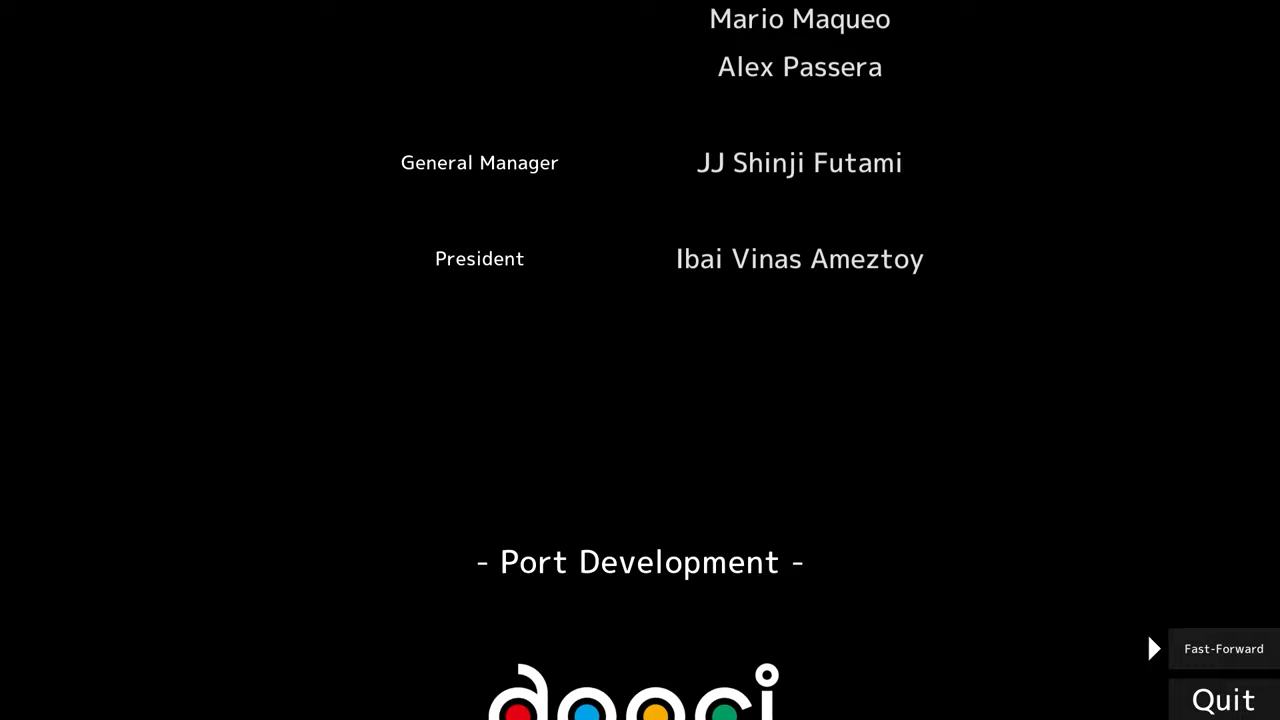 Mario Maqueo
Alex Passera
General Manager JJ Shinji Futami
President Ibai Vinas Ameztoy
- Port Development -
Fast-Forward
Quit